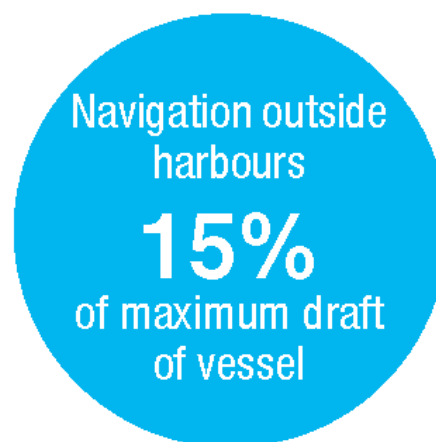 Navigation outside
harbours
15%
of maximum draft
of vessel